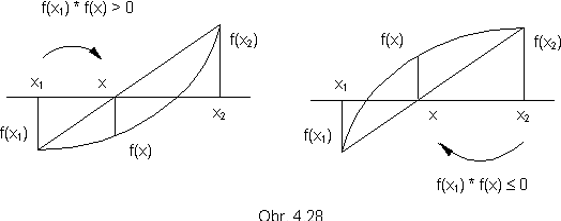 f(x₁) * f(x) > 0
f(x₂)
x₁
x
x₂
f(x₁)
f(x)
f(x)
f(x₂)
x₁
x
x₂
f(x₁)
f(x₁) * f(x) ≤ 0
Obr. 4.28